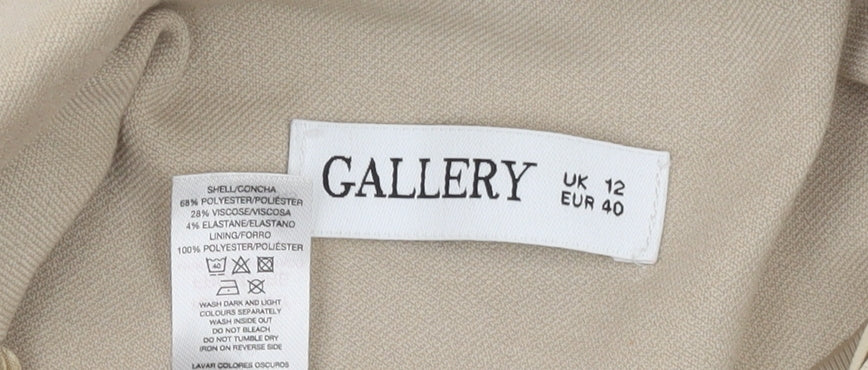 GALLERY
UK 12
EUR 40
SHELL/CONCHA
68% POLYESTER/POLIÉSTER
28% VISCOSE/VISCOSA
4% ELASTANE/ELASTANO
LINING/FORRO
100% POLYESTER/POLIÉSTER
40
WASH DARK AND LIGHT
COLOURS SEPARATELY
WASH INSIDE OUT
DO NOT BLEACH
DO NOT TUMBLE DRY
IRON ON REVERSE SIDE
LAVAR COLORES OSCUROS